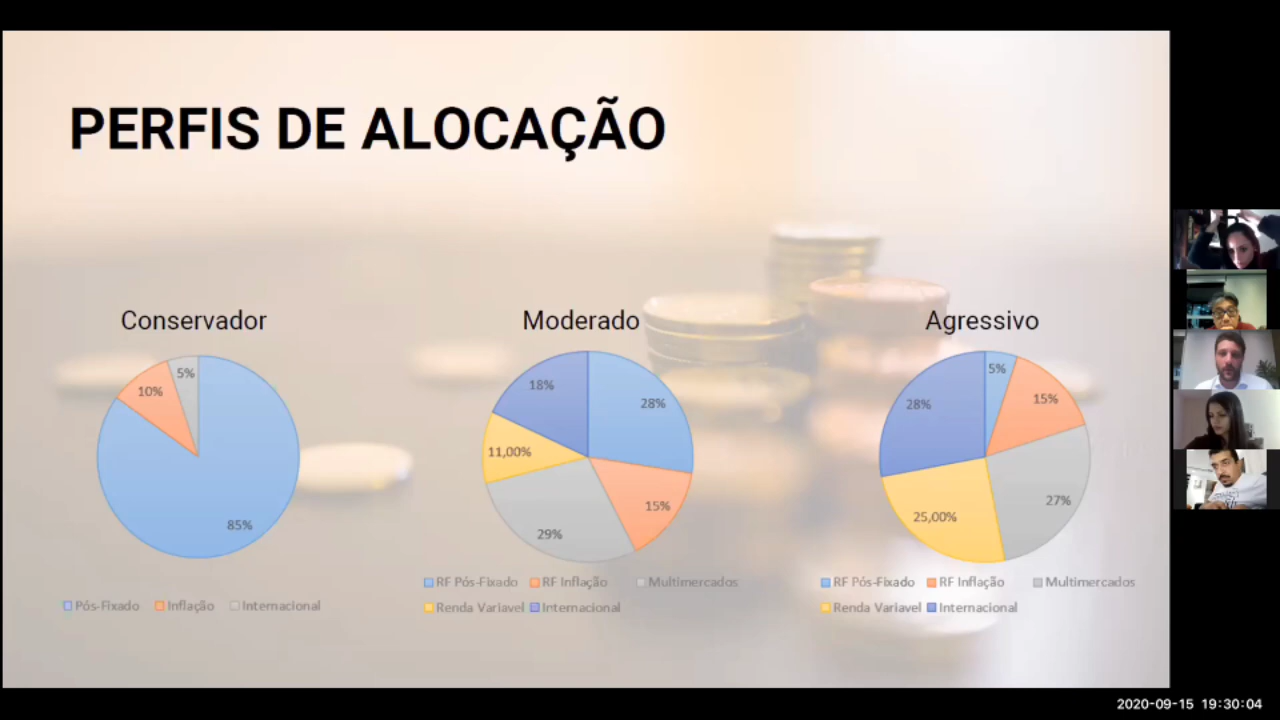 PERFIS DE ALOCAÇÃO
Conservador
5%
10%
85%
Pós-Fixado Inflação Internacional
Moderado
18%
28%
11,00%
15%
29%
RF Pós-Fixado RF Inflação Multimercados
Renda Variavel Internacional
Agressivo
5%
28%
15%
27%
25,00%
RF Pós-Fixado RF Inflação Multimercados
Renda Variavel Internacional
2020-09-15 19:30:04